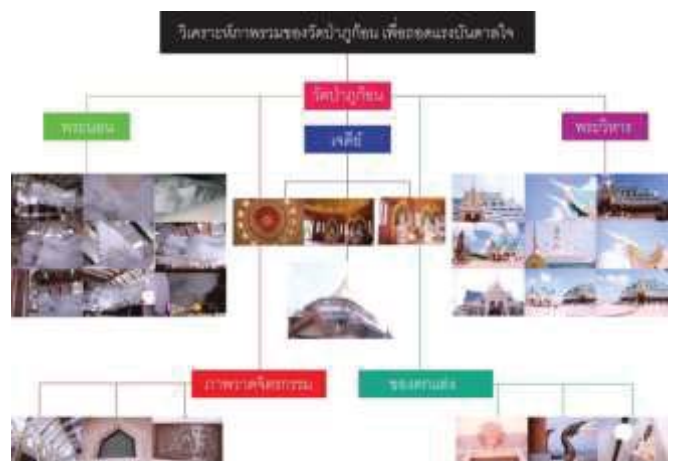 วิเคราะห์ภาพรวมของวัดป่าภูก้อน เพื่อถอดแรงบันดาลใจ
วัดป่าภูก้อน
พระนอน
เจดีย์
พระวิหาร
ภาพวาดจิตรกรรม
ของตกแต่ง